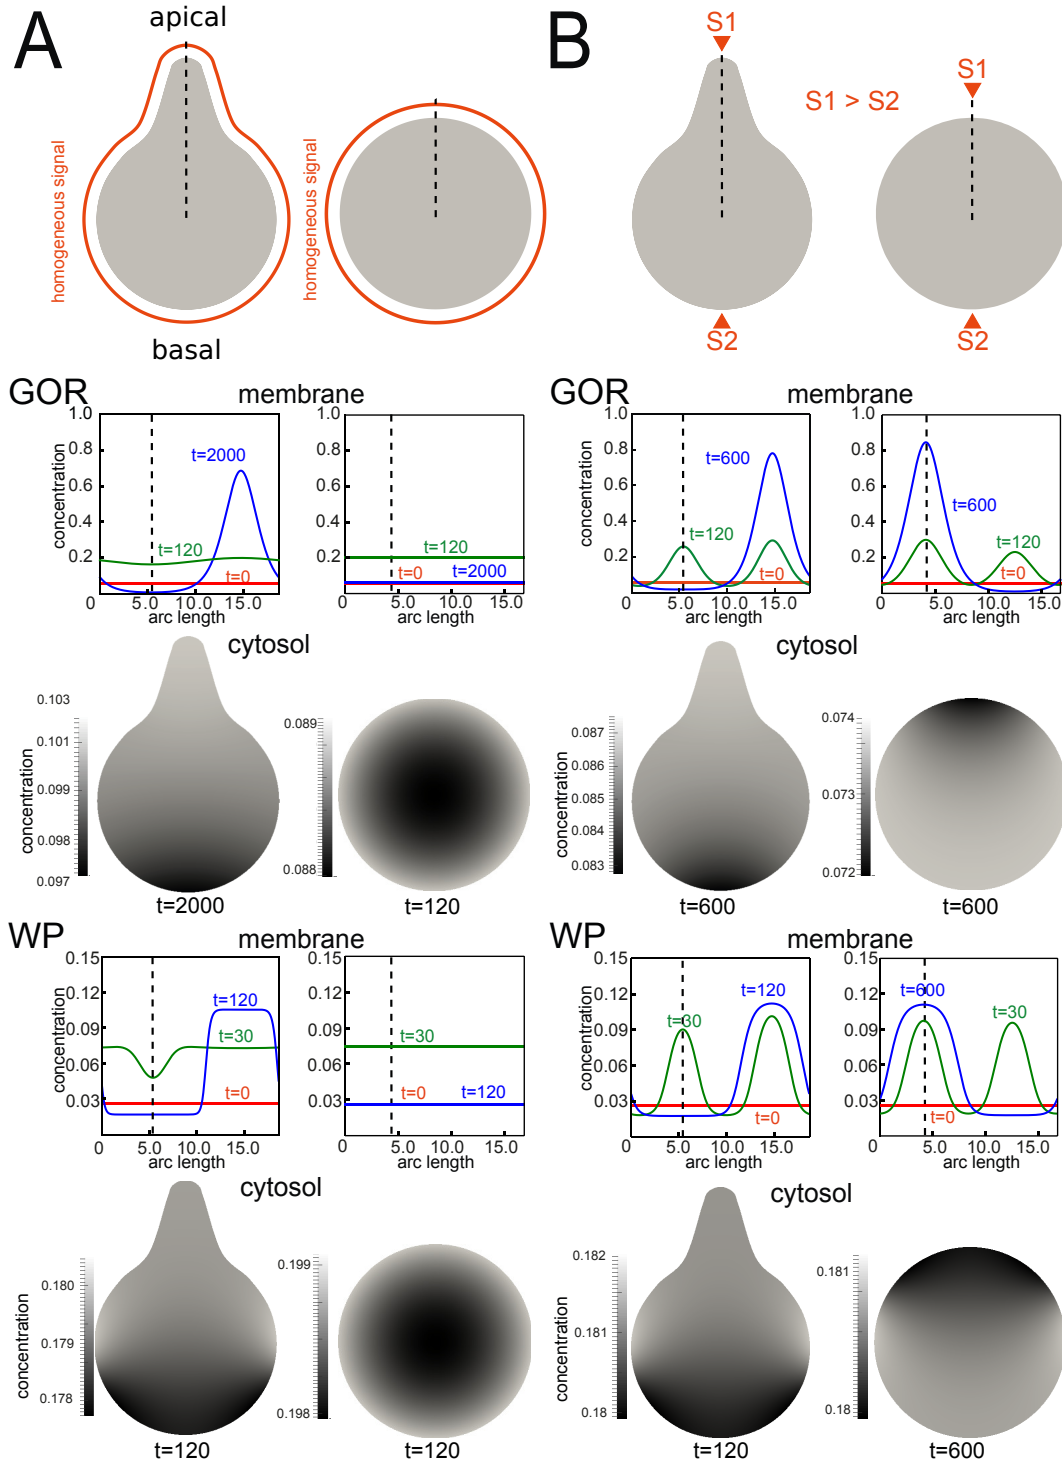 A
apical
homogeneous signal
homogeneous signal
basal
B
S1
S1
S1 > S2
S2
S2
GOR
membrane
concentration
1.0
0.8
0.6
0.4
0.2
t=2000
t=120
t=0
0 5.0 10.0 15.0
arc length
1.0
0.8
0.6
0.4
0.2
t=120
t=0
t=2000
0 5.0 10.0 15.0
arc length
cytosol
concentration
0.103
0.101
0.099
0.098
0.097
t=2000
0.089
0.088
t=120
GOR
membrane
concentration
1.0
0.8
0.6
0.4
0.2
t=600
t=120
t=0
0 5.0 10.0 15.0
arc length
1.0
0.8
0.6
0.4
0.2
t=600
t=120
t=0
0 5.0 10.0 15.0
arc length
cytosol
concentration
0.087
0.086
0.085
0.084
0.083
t=600
0.074
0.073
0.072
t=600
WP
membrane
concentration
0.15
0.12
0.09
0.06
0.03
t=120
t=30
t=0
0 5.0 10.0 15.0
arc length
0.15
0.12
0.09
0.06
0.03
t=30
t=0
t=120
0 5.0 10.0 15.0
arc length
cytosol
concentration
0.180
0.179
0.178
t=120
0.199
0.198
t=120
WP
membrane
concentration
0.15
0.12
0.09
0.06
0.03
t=30
t=120
t=0
0 5.0 10.0 15.0
arc length
0.15
0.12
0.09
0.06
0.03
t=600
t=30
t=0
0 5.0 10.0 15.0
arc length
cytosol
concentration
0.182
0.181
0.18
t=120
0.181
0.18
t=600